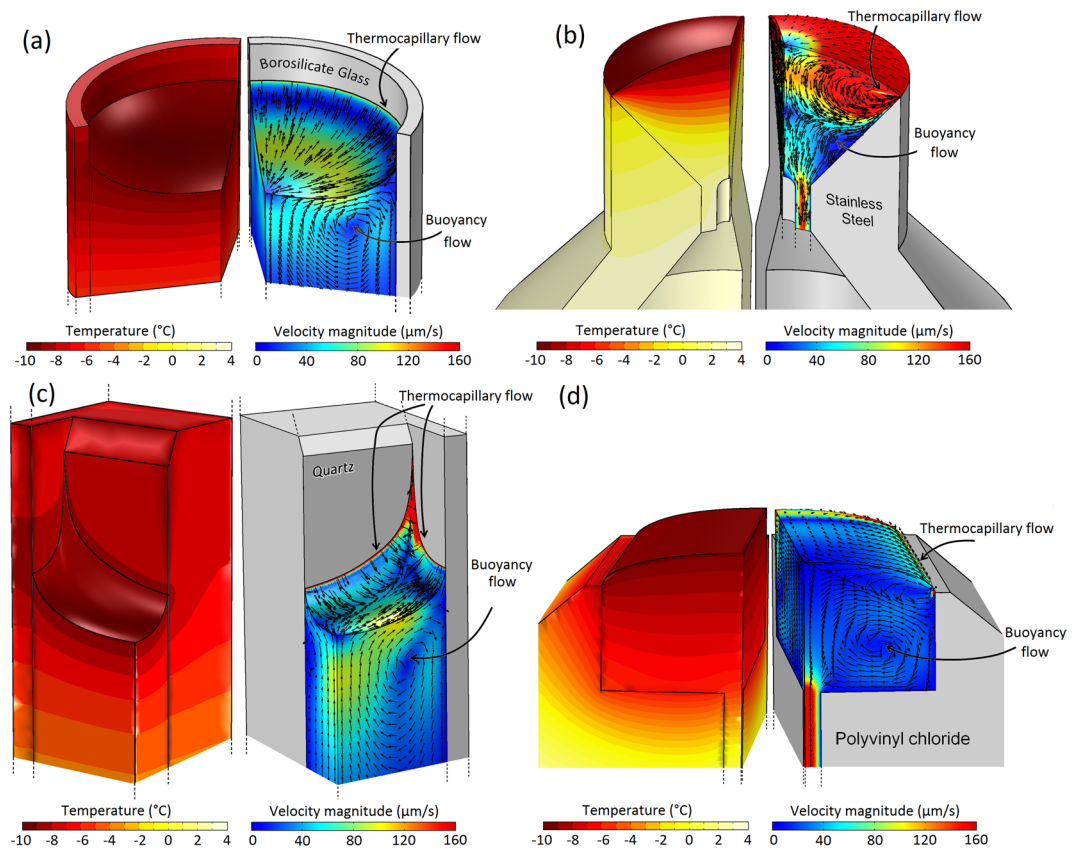 (a)
Thermocapillary flow
Borosilicate Glass
Buoyancy
flow
Temperature (°C)
-10 -8 -6 -4 -2 0 2 4
Velocity magnitude (μm/s)
0 40 80 120 160
(b)
Thermocapillary
flow
Buoyancy
flow
Stainless
Steel
Temperature (°C)
-10 -8 -6 -4 -2 0 2 4
Velocity magnitude (μm/s)
0 40 80 120 160
(c)
Thermocapillary flow
Quartz
Buoyancy
flow
Temperature (°C)
-10 -8 -6 -4 -2 0 2 4
Velocity magnitude (μm/s)
0 40 80 120 160
(d)
Thermocapillary flow
Buoyancy
flow
Polyvinyl chloride
Temperature (°C)
-10 -8 -6 -4 -2 0 2 4
Velocity magnitude (μm/s)
0 40 80 120 160